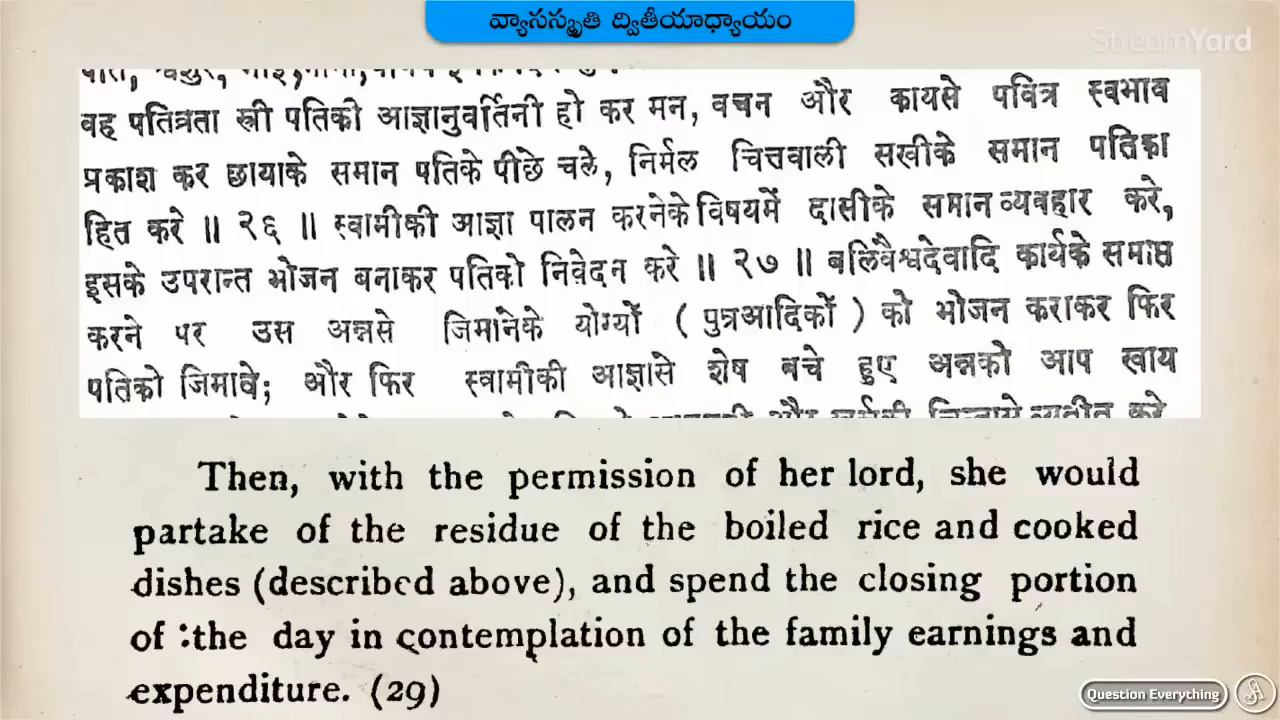 వ్యాసస్మృతి ద్వితీయాధ్యాయం
StreamYard
वह पतिव्रता स्त्री पतिकी आज्ञानुवर्तिनी हो कर मन, वचन और कायसे पवित्र स्वभाव
प्रकाश कर छायाके समान पतिके पीछे चले, निर्मल चित्तवाली सखीके समान पतिका
हित करे ॥ २६ ॥ स्वामीकी आज्ञा पालन करनेके विषयमें दासीके समान व्यवहार करे,
इसके उपरान्त भोजन बनाकर पतिको निवेदन करे ॥ २७ ॥ बलिवैश्वदेवादि कार्यके समाप्त
करने पर उस अन्नसे जिमानेके योग्यों ( पुत्रआदिकों ) को भोजन कराकर फिर
पतिको जिमावे; और फिर स्वामीकी आज्ञासे शेष बचे हुए अन्नको आप खाय
Then, with the permission of her lord, she would
partake of the residue of the boiled rice and cooked
dishes (described above), and spend the closing portion
of the day in contemplation of the family earnings and
expenditure. (29)
Question Everything